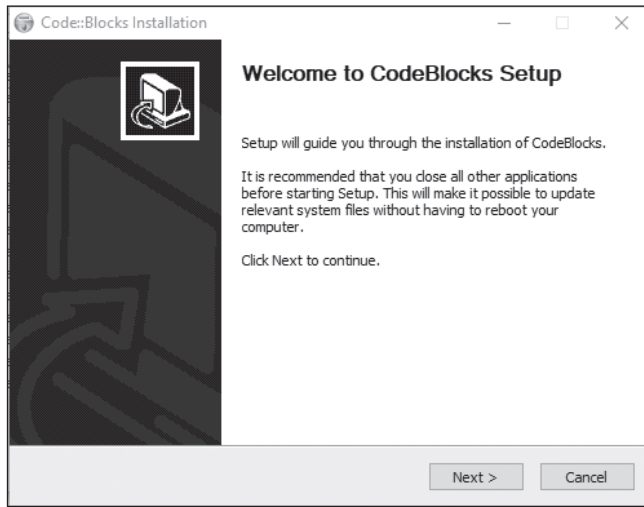 Code::Blocks Installation
Welcome to CodeBlocks Setup
Setup will guide you through the installation of CodeBlocks.
It is recommended that you close all other applications
before starting Setup. This will make it possible to update
relevant system files without having to reboot your
computer.
Click Next to continue.
Next >
Cancel